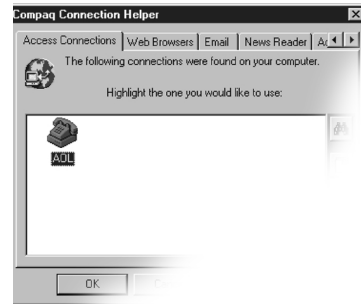 Compaq Connection Helper
Access Connections Web Browsers Email News Reader
The following connections were found on your computer.
Highlight the one you would like to use:
AOL
OK